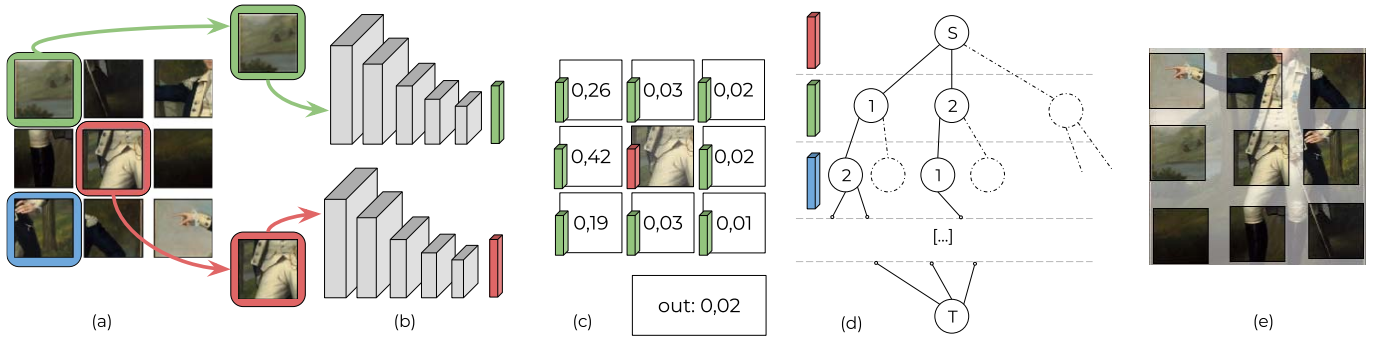 S
1 2
2 1
[...]
T
0,26 0,03 0,02
0,42 0,02
0,19 0,03 0,01
out: 0,02
(a) (b) (c) (d) (e)